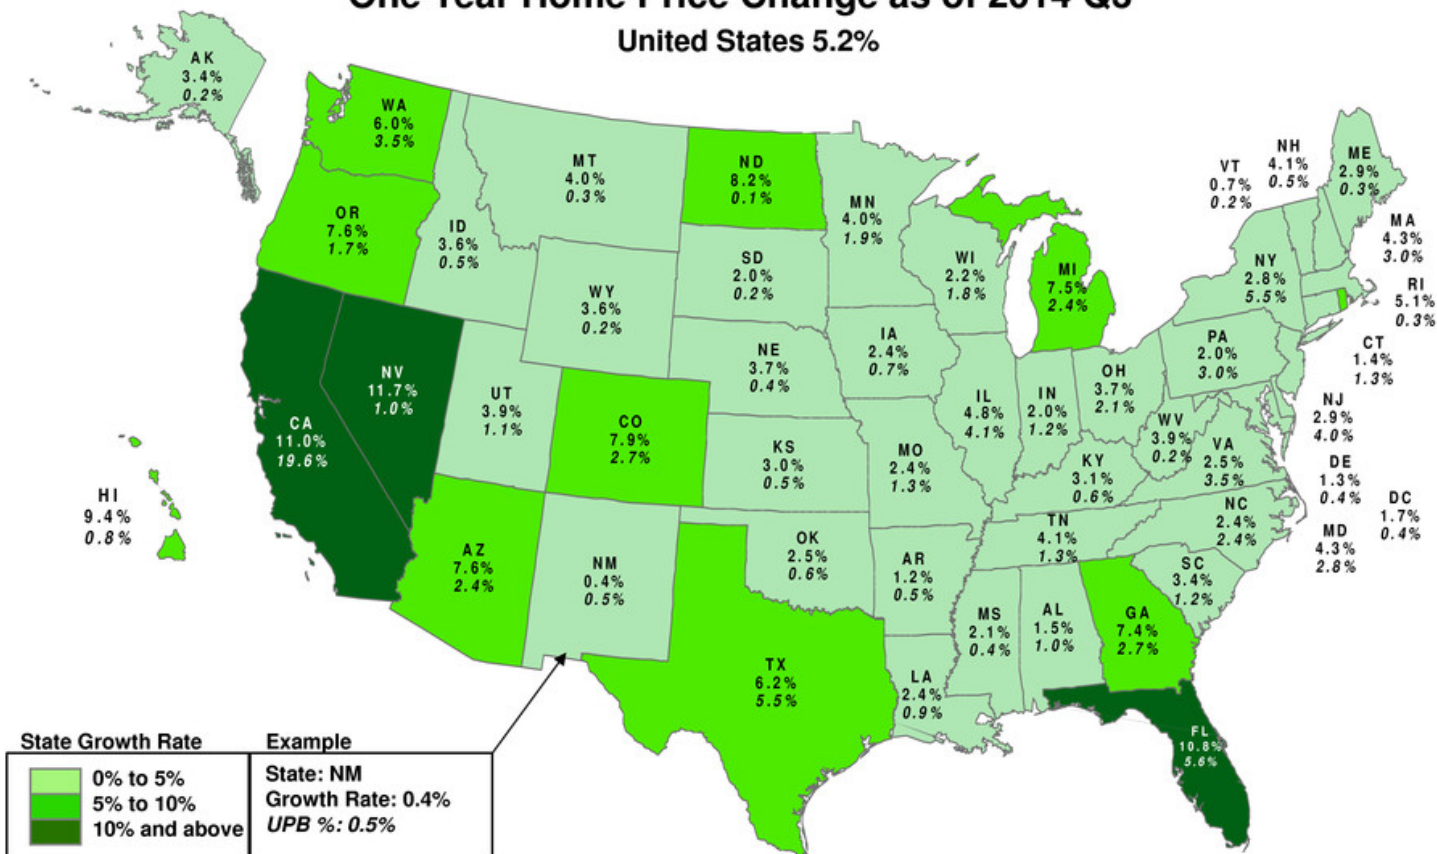 One Year Home Price Change as of 2014 Q3
United States 5.2%
AK
3.4%
0.2%
WA
6.0%
3.5%
MT
4.0%
0.3%
ND
8.2%
0.1%
MN
4.0%
1.9%
VT
0.7%
0.2%
NH
4.1%
0.5%
ME
2.9%
0.3%
OR
7.6%
1.7%
ID
3.6%
0.5%
SD
2.0%
0.2%
WI
2.2%
1.8%
MI
7.5%
2.4%
NY
2.8%
5.5%
MA
4.3%
3.0%
RI
5.1%
0.3%
WY
3.6%
0.2%
NE
3.7%
0.4%
IA
2.4%
0.7%
PA
2.0%
3.0%
CT
1.4%
1.3%
NV
11.7%
1.0%
UT
3.9%
1.1%
CO
7.9%
2.7%
IL
4.8%
4.1%
IN
2.0%
1.2%
OH
3.7%
2.1%
NJ
2.9%
4.0%
CA
11.0%
19.6%
KS
3.0%
0.5%
MO
2.4%
1.3%
KY
3.1%
0.6%
WV
3.9%
0.2%
VA
2.5%
3.5%
DE
1.3%
0.4%
DC
1.7%
0.4%
MD
4.3%
2.8%
HI
9.4%
0.8%
AZ
7.6%
2.4%
NM
0.4%
0.5%
OK
2.5%
0.6%
AR
1.2%
0.5%
TN
4.1%
1.3%
NC
2.4%
2.4%
SC
3.4%
1.2%
MS
2.1%
0.4%
AL
1.5%
1.0%
GA
7.4%
2.7%
TX
6.2%
5.5%
LA
2.4%
0.9%
FL
10.8%
5.6%
State Growth Rate
0% to 5%
5% to 10%
10% and above
Example
State: NM
Growth Rate: 0.4%
UPB %: 0.5%